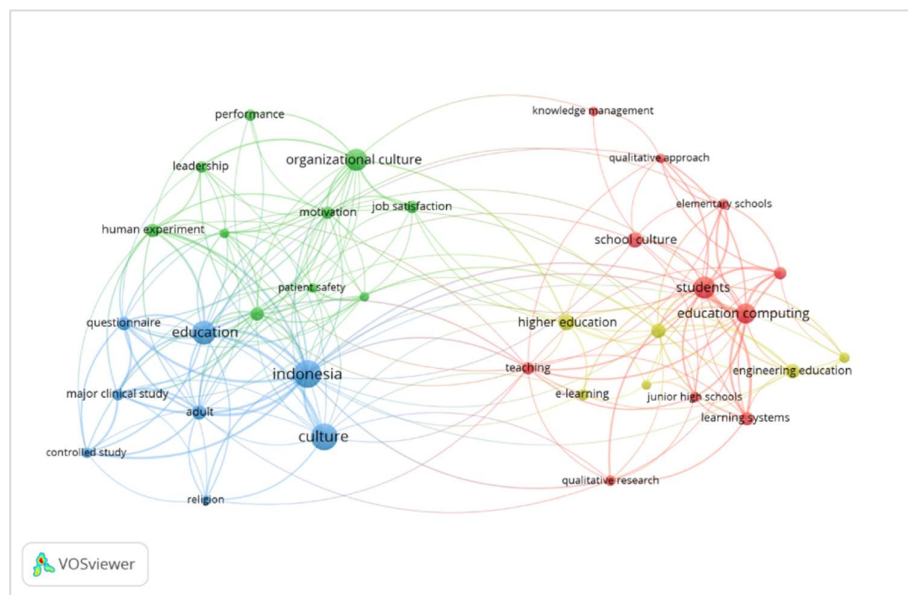 performance
knowledge management
organizational culture
qualitative approach
leadership
elementary schools
motivation
job satisfaction
human experiment
school culture
patient safety
students
questionnaire
education
higher education
education computing
indonesia
teaching
engineering education
major clinical study
e-learning
junior high schools
adult
learning systems
culture
controlled study
qualitative research
religion
VOSviewer